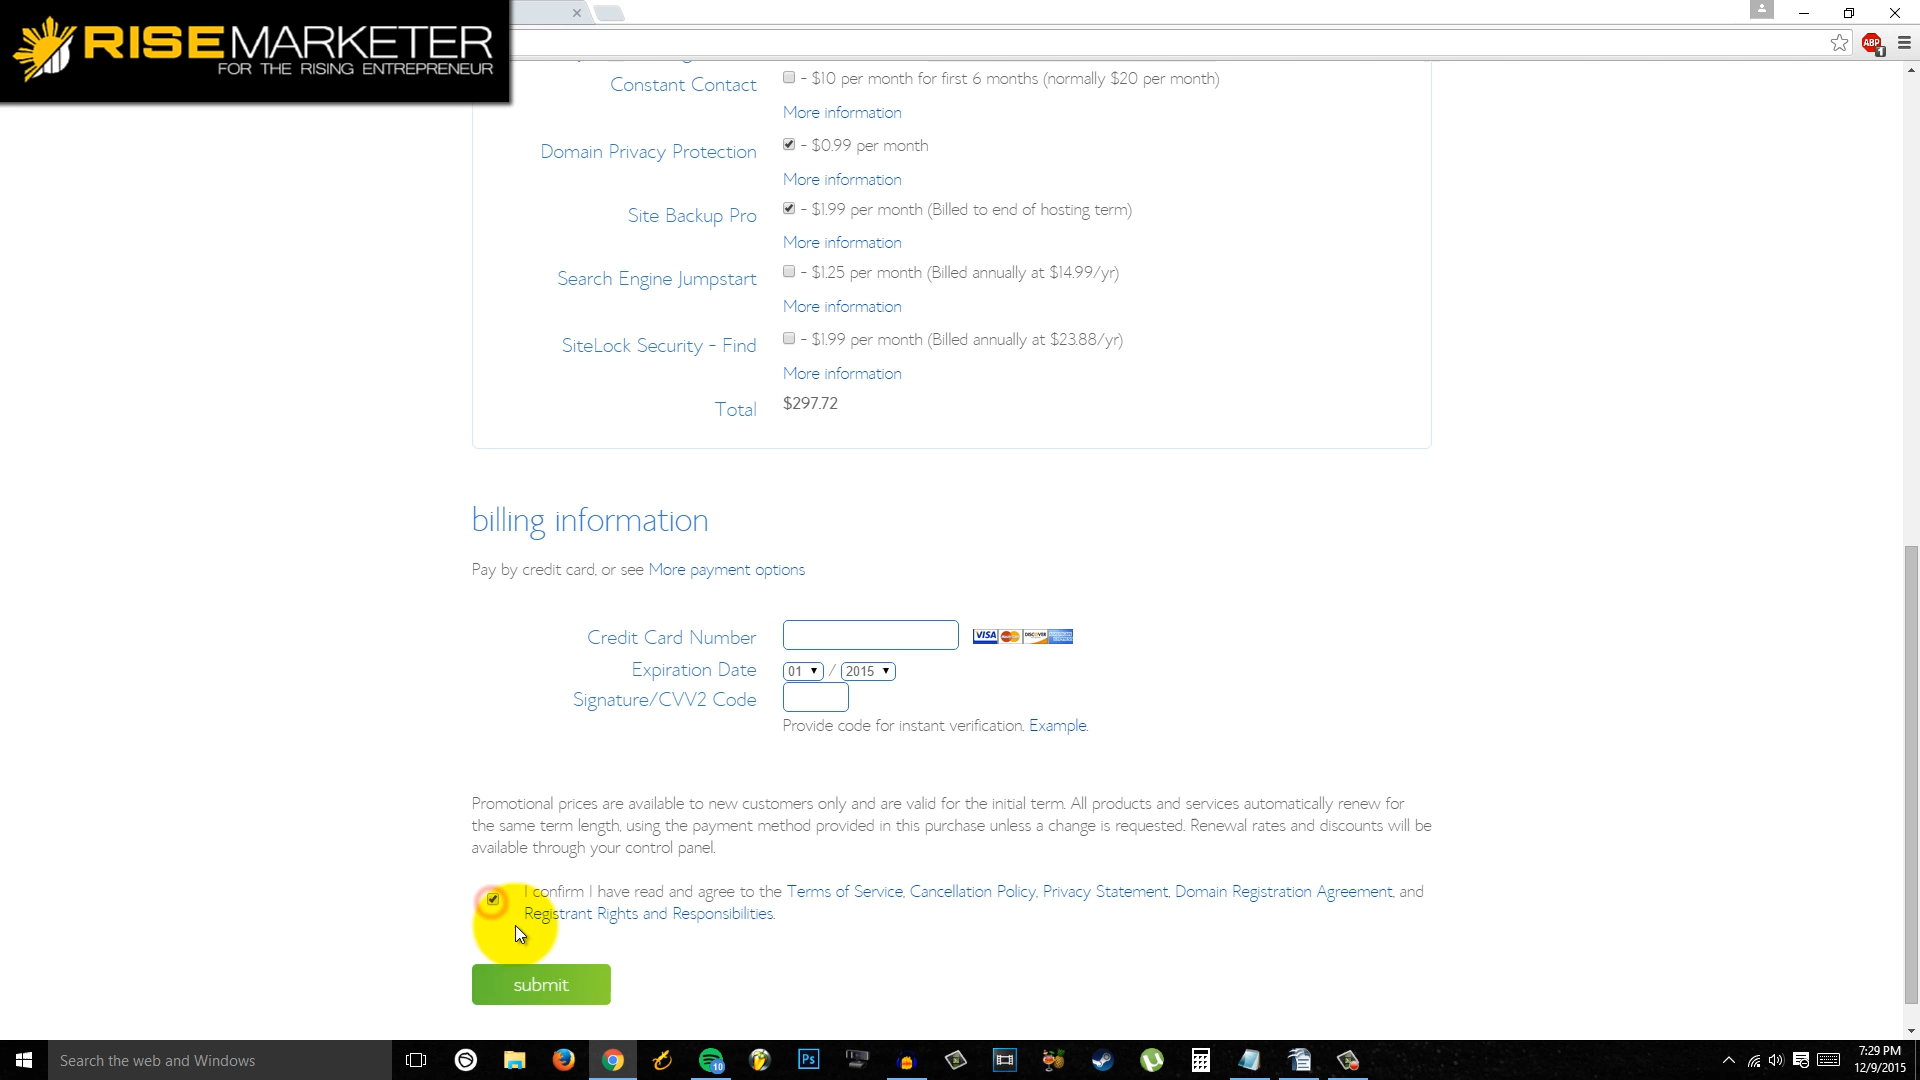 RISEMARKETER
FOR THE RISING ENTREPRENEUR
ABP
1
Constant Contact
- $10 per month for first 6 months (normally $20 per month)
More information
Domain Privacy Protection
- $0.99 per month
More information
Site Backup Pro
- $1.99 per month (Billed to end of hosting term)
More information
Search Engine Jumpstart
- $1.25 per month (Billed annually at $14.99/yr)
More information
SiteLock Security - Find
- $1.99 per month (Billed annually at $23.88/yr)
More information
Total
$297.72
billing information
Pay by credit card, or see More payment options
Credit Card Number
VISA
DISCOVER
Expiration Date
01 / 2015
Signature/CVV2 Code
Provide code for instant verification. Example.
Promotional prices are available to new customers only and are valid for the initial term. All products and services automatically renew for
the same term length, using the payment method provided in this purchase unless a change is requested. Renewal rates and discounts will be
available through your control panel.
I confirm I have read and agree to the Terms of Service, Cancellation Policy, Privacy Statement, Domain Registration Agreement, and
Registrant Rights and Responsibilities.
submit
Search the web and Windows
10
Ps
7:29 PM
12/9/2015